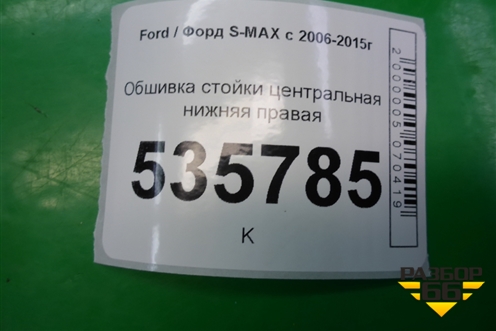 Ford / Форд S-MAX с 2006-2015г
Обшивка стойки центральная
нижняя правая
535785
К
2000005070419
РАЗБОР
66